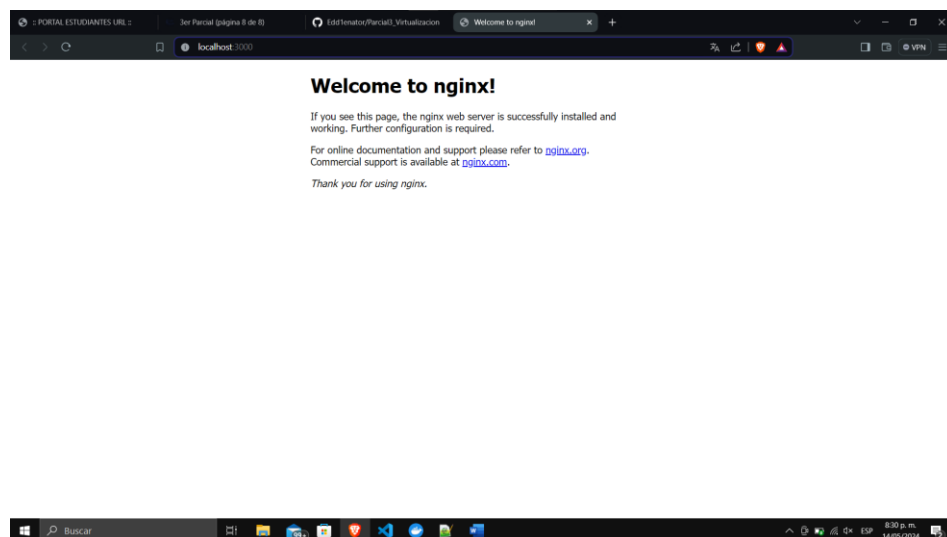 :: PORTAL ESTUDIANTES URL ::
3er Parcial (página 8 de 8)
Edd1enator/Parcial3_Virtualizacion
Welcome to nginx!
localhost:3000
VPN
Welcome to nginx!
If you see this page, the nginx web server is successfully installed and
working. Further configuration is required.
For online documentation and support please refer to nginx.org.
Commercial support is available at nginx.com.
Thank you for using nginx.
Buscar
ESP
8:30 p. m.
14/05/2024